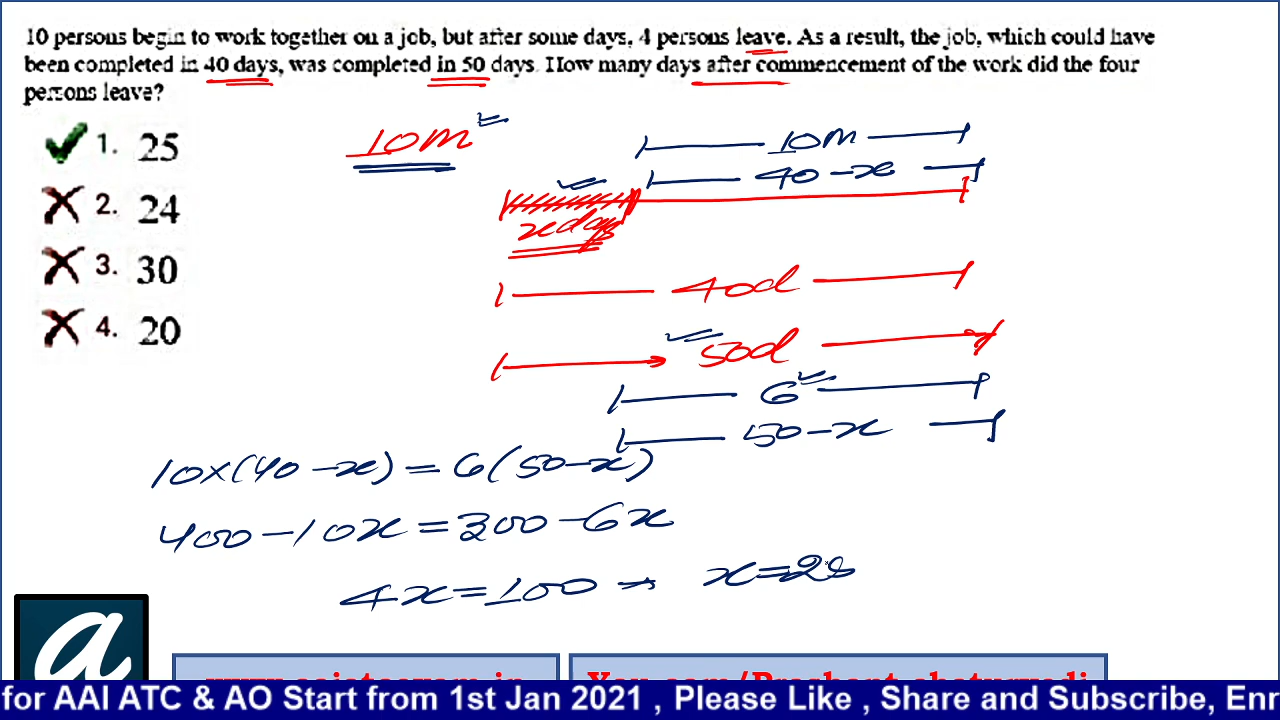 10 persons begin to work together on a job, but after some days, 4 persons leave. As a result, the job, which could have
been completed in 40 days, was completed in 50 days. How many days after commencement of the work did the four
persons leave?
1. 25
2. 24
3. 30
4. 20
10m
10m
40-x
x days
40d
50d
6
50-x
10×(40-x)=6(50-x)
400-10x=300-6x
4x=100→ x=25
a
for AAI ATC & AO Start from 1st Jan 2021 , Please Like , Share and Subscribe, Enr